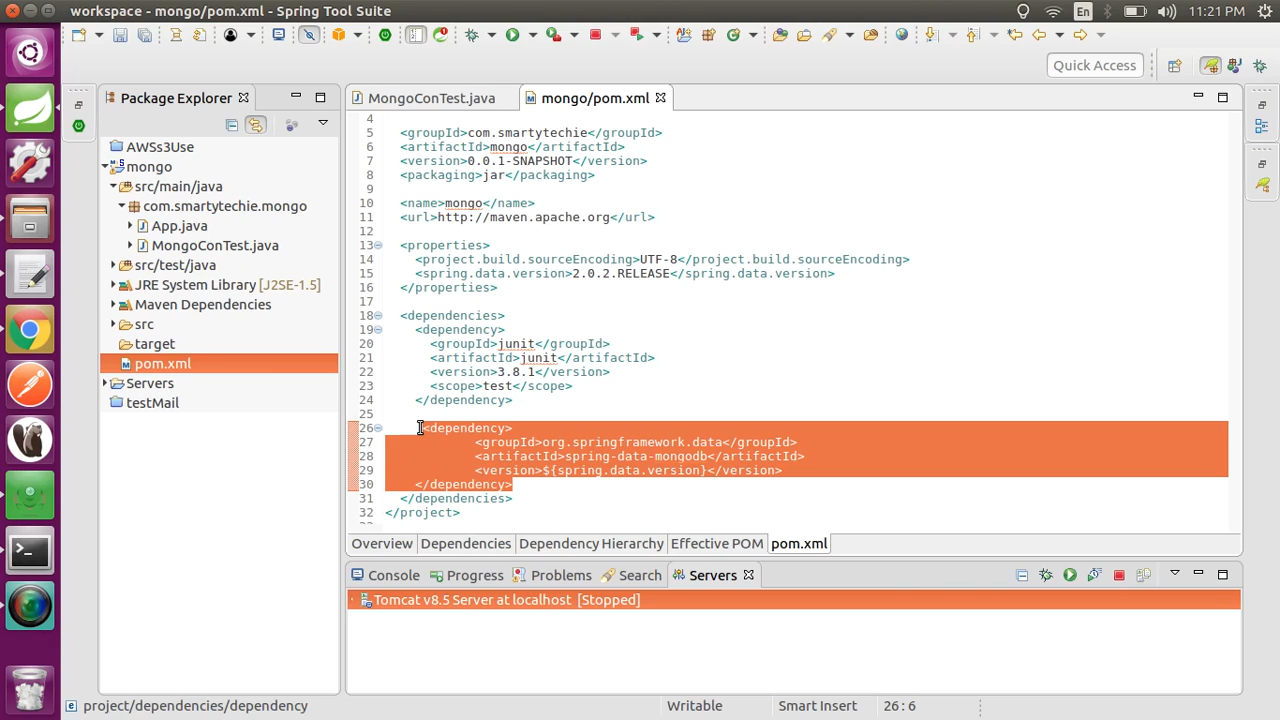 workspace - mongo/pom.xml - Spring Tool Suite
En
11:21 PM
Quick Access
Package Explorer
MongoConTest.java
mongo/pom.xml
AWSs3Use
mongo
src/main/java
com.smartytechie.mongo
App.java
MongoConTest.java
src/test/java
JRE System Library [J2SE-1.5]
Maven Dependencies
src
target
pom.xml
Servers
testMail
4
5 <groupId>com.smartytechie</groupId>
6 <artifactId>mongo</artifactId>
7 <version>0.0.1-SNAPSHOT</version>
8 <packaging>jar</packaging>
9
10 <name>mongo</name>
11 <url>http://maven.apache.org</url>
12
13 <properties>
14 <project.build.sourceEncoding>UTF-8</project.build.sourceEncoding>
15 <spring.data.version>2.0.2.RELEASE</spring.data.version>
16 </properties>
17
18 <dependencies>
19 <dependency>
20 <groupId>junit</groupId>
21 <artifactId>junit</artifactId>
22 <version>3.8.1</version>
23 <scope>test</scope>
24 </dependency>
25
26 <dependency>
27 <groupId>org.springframework.data</groupId>
28 <artifactId>spring-data-mongodb</artifactId>
29 <version>${spring.data.version}</version>
30 </dependency>
31 </dependencies>
32 </project>
Overview Dependencies Dependency Hierarchy Effective POM pom.xml
Console Progress Problems Search Servers
Tomcat v8.5 Server at localhost [Stopped]
project/dependencies/dependency
Writable
Smart Insert
26 : 6